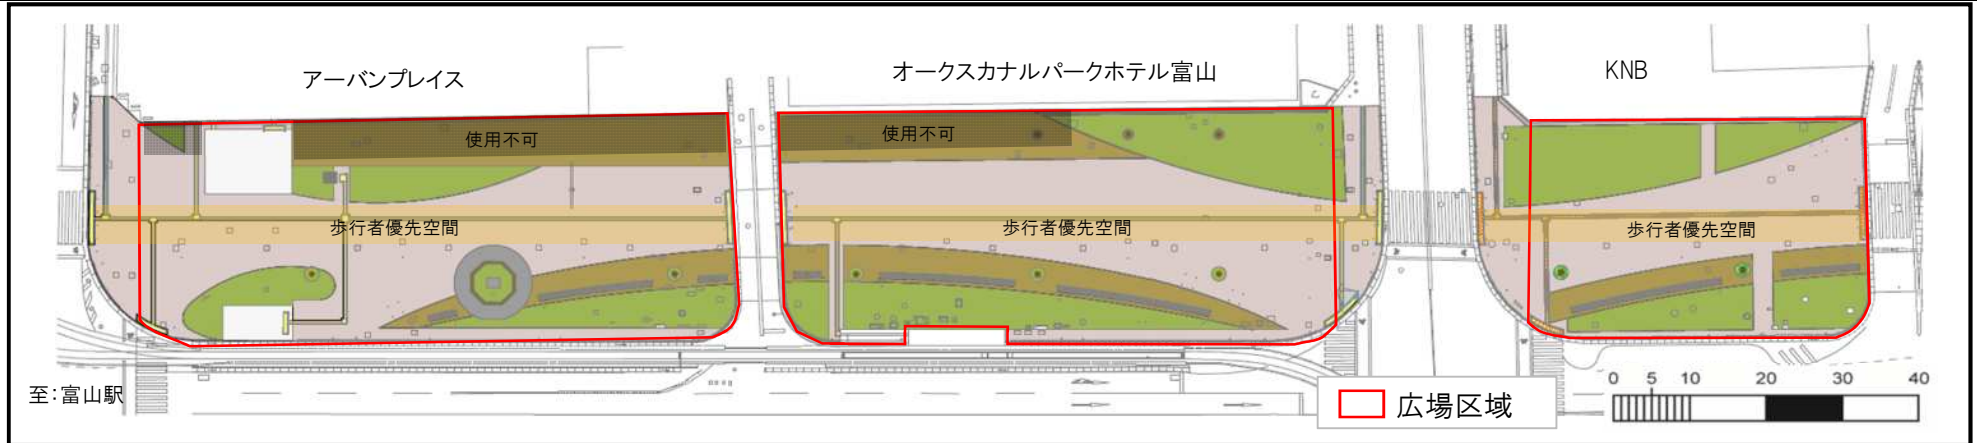 アーバンプレイス
オークスカナルパークホテル富山
KNB
使用不可
使用不可
歩行者優先空間
歩行者優先空間
歩行者優先空間
至:富山駅
広場区域
0 5 10 20 30 40